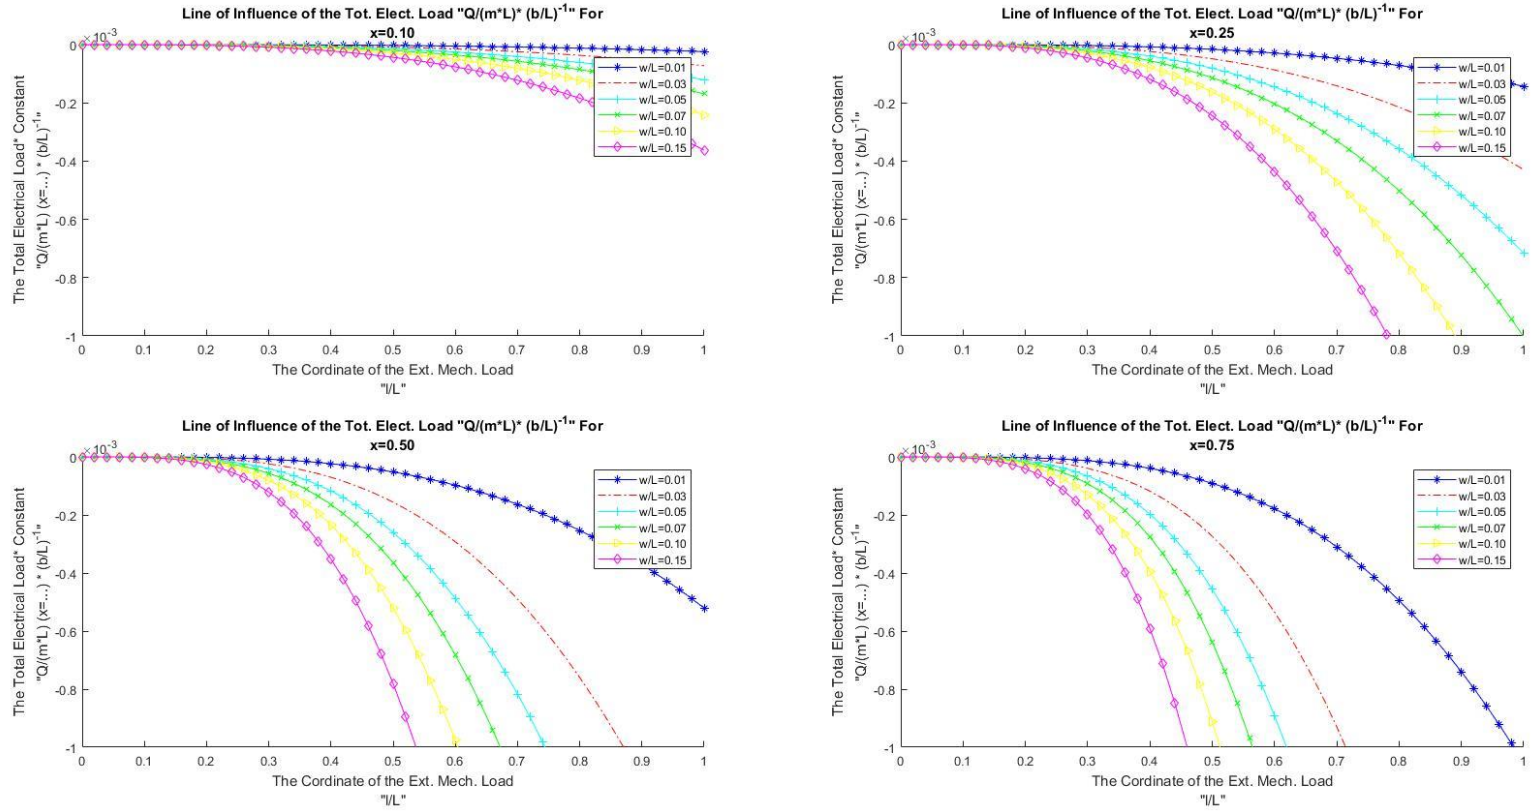 Line of Influence of the Tot. Elect. Load "Q/(m*L)* (b/L)^-1" For
x=0.10
×10^-3
0
-0.2
-0.4
-0.6
-0.8
-1
The Total Electrical Load* Constant
"Q/(m*L) (x=...) * (b/L)^-1"
w/L=0.01
w/L=0.03
w/L=0.05
w/L=0.07
w/L=0.10
w/L=0.15
0 0.1 0.2 0.3 0.4 0.5 0.6 0.7 0.8 0.9 1
The Cordinate of the Ext. Mech. Load
"l/L"
Line of Influence of the Tot. Elect. Load "Q/(m*L)* (b/L)^-1" For
x=0.25
×10^-3
0
-0.2
-0.4
-0.6
-0.8
-1
The Total Electrical Load* Constant
"Q/(m*L) (x=...) * (b/L)^-1"
w/L=0.01
w/L=0.03
w/L=0.05
w/L=0.07
w/L=0.10
w/L=0.15
0 0.1 0.2 0.3 0.4 0.5 0.6 0.7 0.8 0.9 1
The Cordinate of the Ext. Mech. Load
"l/L"
Line of Influence of the Tot. Elect. Load "Q/(m*L)* (b/L)^-1" For
x=0.50
×10^-3
0
-0.2
-0.4
-0.6
-0.8
-1
The Total Electrical Load* Constant
"Q/(m*L) (x=...) * (b/L)^-1"
w/L=0.01
w/L=0.03
w/L=0.05
w/L=0.07
w/L=0.10
w/L=0.15
0 0.1 0.2 0.3 0.4 0.5 0.6 0.7 0.8 0.9 1
The Cordinate of the Ext. Mech. Load
"l/L"
Line of Influence of the Tot. Elect. Load "Q/(m*L)* (b/L)^-1" For
x=0.75
×10^-3
0
-0.2
-0.4
-0.6
-0.8
-1
The Total Electrical Load* Constant
"Q/(m*L) (x=...) * (b/L)^-1"
w/L=0.01
w/L=0.03
w/L=0.05
w/L=0.07
w/L=0.10
w/L=0.15
0 0.1 0.2 0.3 0.4 0.5 0.6 0.7 0.8 0.9 1
The Cordinate of the Ext. Mech. Load
"l/L"